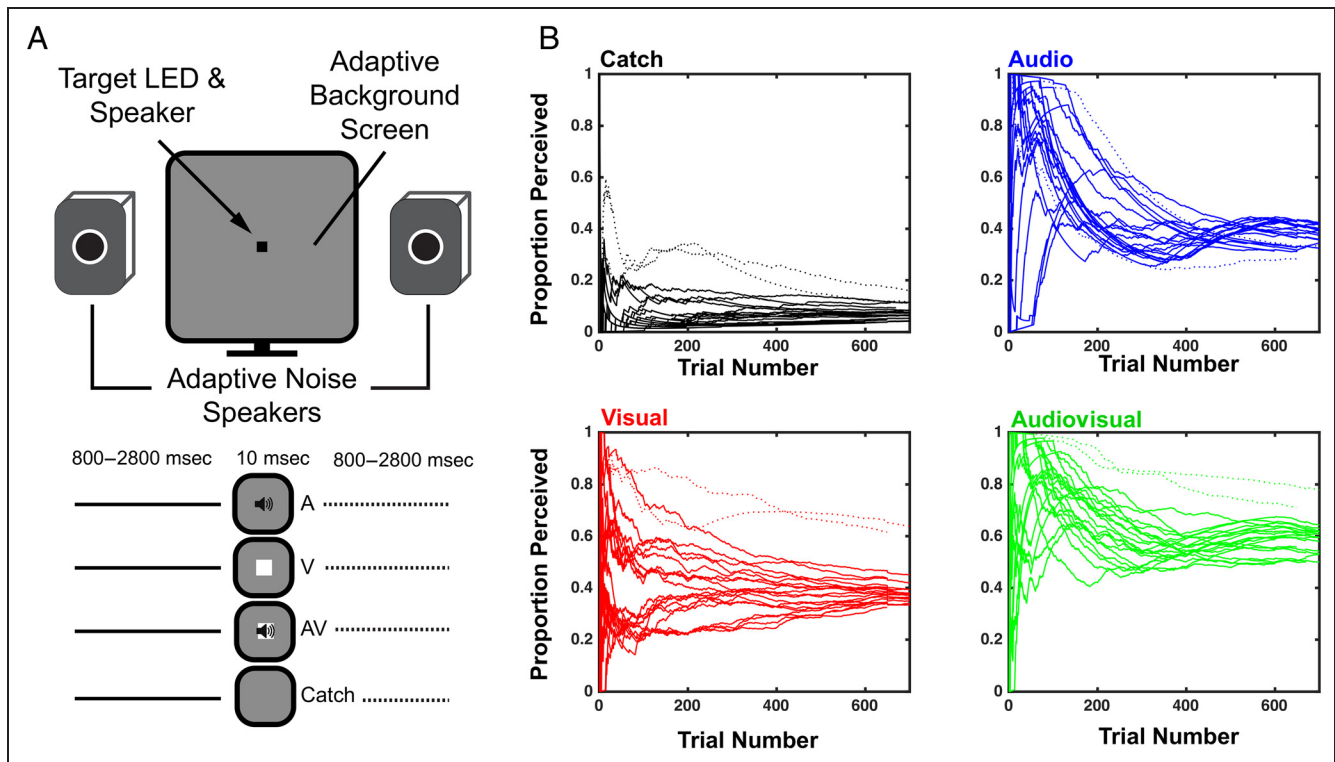 A
Target LED &
Speaker
Adaptive
Background
Screen
Adaptive Noise
Speakers
800–2800 msec 10 msec 800–2800 msec
A
V
AV
Catch
B
Catch
Proportion Perceived
1
0.8
0.6
0.4
0.2
0
0 200 400 600
Trial Number
Audio
1
0.8
0.6
0.4
0.2
0
0 200 400 600
Trial Number
Visual
Proportion Perceived
1
0.8
0.6
0.4
0.2
0
0 200 400 600
Trial Number
Audiovisual
1
0.8
0.6
0.4
0.2
0
0 200 400 600
Trial Number